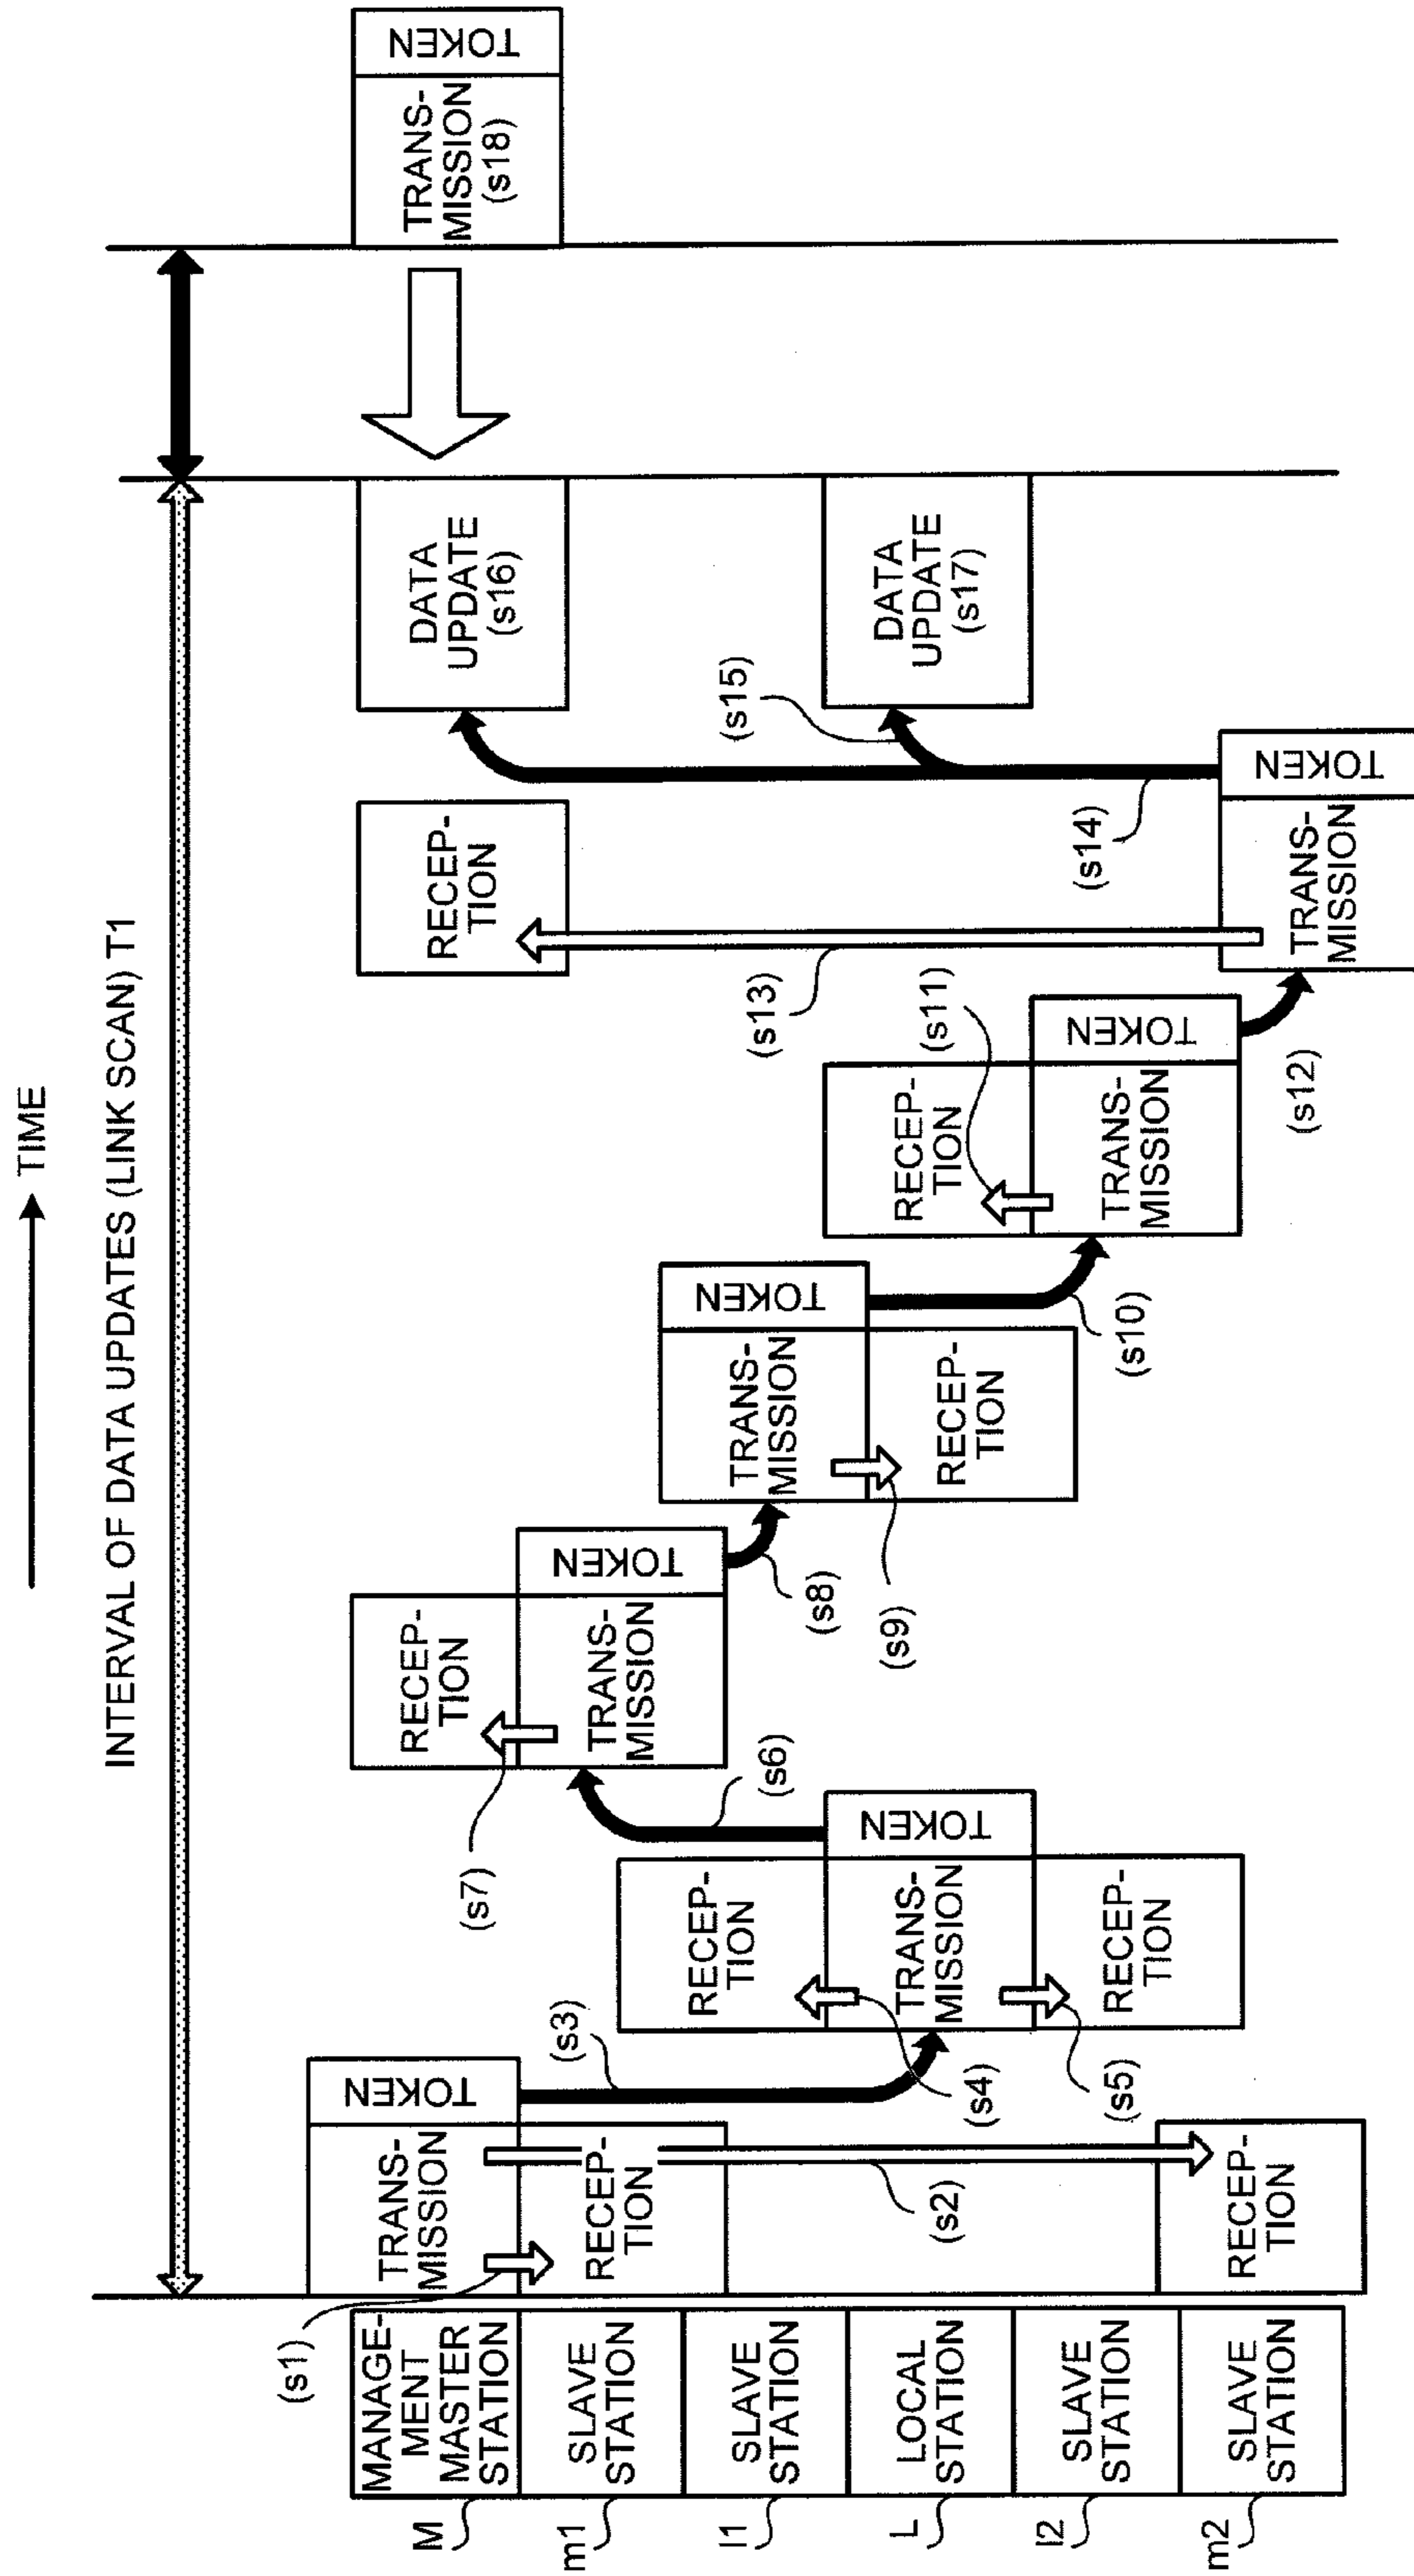 TIME
INTERVAL OF DATA UPDATES (LINK SCAN) T1
(s1)
M
MANAGE-
MENT
MASTER
STATION
TRANS-
MISSION
TOKEN
(s7)
RECEP-
TION
RECEP-
TION
DATA
UPDATE
(s16)
TRANS-
MISSION
(s18)
TOKEN
m1
SLAVE
STATION
RECEP-
TION
(s3)
(s6)
TRANS-
MISSION
TOKEN
(s8)
l1
SLAVE
STATION
RECEP-
TION
TRANS-
MISSION
TOKEN
(s13)
(s15)
L
LOCAL
STATION
(s2)
(s4)
TRANS-
MISSION
TOKEN
(s9)
RECEP-
TION
RECEP-
TION
(s11)
DATA
UPDATE
(s17)
l2
SLAVE
STATION
(s5)
RECEP-
TION
(s10)
TRANS-
MISSION
TOKEN
(s14)
m2
SLAVE
STATION
RECEP-
TION
(s12)
TRANS-
MISSION
TOKEN